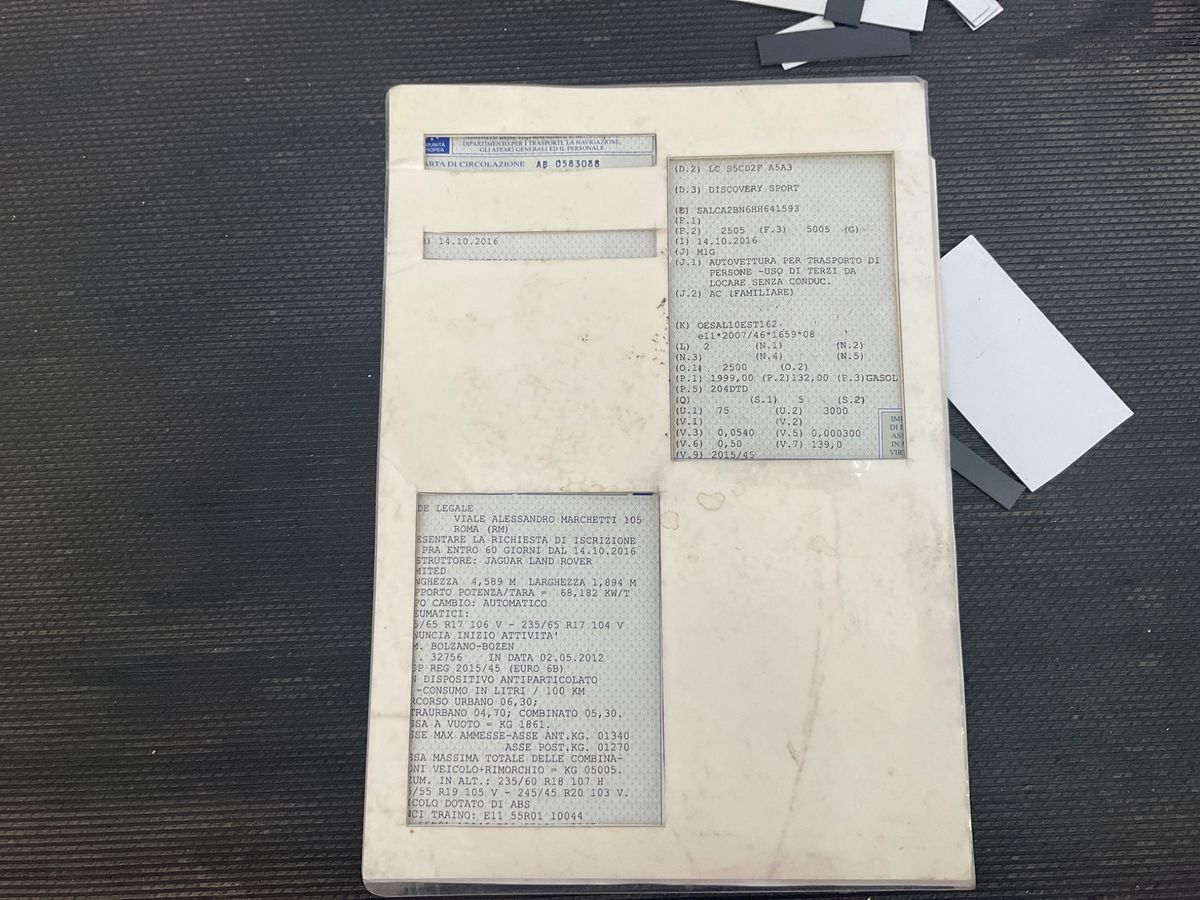 MUNITÀ
ROPEA
DIPARTIMENTO PER I TRASPORTI, LA NAVIGAZIONE,
GLI AFFARI GENERALI ED IL PERSONALE
ARTA DI CIRCOLAZIONE AB 0583088
) 14.10.2016
DE LEGALE
VIALE ALESSANDRO MARCHETTI 105
ROMA (RM)
ESENTARE LA RICHIESTA DI ISCRIZIONE
PRA ENTRO 60 GIORNI DAL 14.10.2016
STRUTTORE: JAGUAR LAND ROVER
MITED
NGHEZZA 4,589 M LARGHEZZA 1,894 M
PPORTO POTENZA/TARA = 68,182 KW/T
PO CAMBIO: AUTOMATICO
EUMATICI:
5/65 R17 106 V - 235/65 R17 104 V
NUNCIA INIZIO ATTIVITA'
M. BOLZANO-BOZEN
. 32756 IN DATA 02.05.2012
SP REG 2015/45 (EURO 6B)
N DISPOSITIVO ANTIPARTICOLATO
-CONSUMO IN LITRI / 100 KM
RCORSO URBANO 06,30;
TRAURBANO 04,70; COMBINATO 05,30.
SSA A VUOTO = KG 1861.
SSE MAX AMMESSE-ASSE ANT.KG. 01340
ASSE POST.KG. 01270
SSA MASSIMA TOTALE DELLE COMBINA-
ONI VEICOLO+RIMORCHIO = KG 05005.
EUM. IN ALT.: 235/60 R18 107 H
5/55 R19 105 V - 245/45 R20 103 V.
ICOLO DOTATO DI ABS
NCI TRAINO: E11 55R01 10044
(D.2) LC S5CD2F A5A3
(D.3) DISCOVERY SPORT
(E) SALCA2BN6HH641593
(F.1)
(F.2) 2505 (F.3) 5005 (G)
(I) 14.10.2016
(J) M1G
(J.1) AUTOVETTURA PER TRASPORTO DI
PERSONE -USO DI TERZI DA
LOCARE SENZA CONDUC.
(J.2) AC (FAMILIARE)
(K) OESAL10EST162
e11*2007/46*1659*08
(L) 2 (N.1) (N.2)
(N.3) (N.4) (N.5)
(O.1) 2500 (O.2)
(P.1) 1999,00 (P.2)132,00 (P.3)GASOL
(P.5) 204DTD
(Q) (S.1) 5 (S.2)
(U.1) 75 (U.2) 3000
(V.1) (V.2)
(V.3) 0,0540 (V.5) 0,000300
(V.6) 0,50 (V.7) 139,0
(V.9) 2015/45
IM
DI
AS
IN
VIR